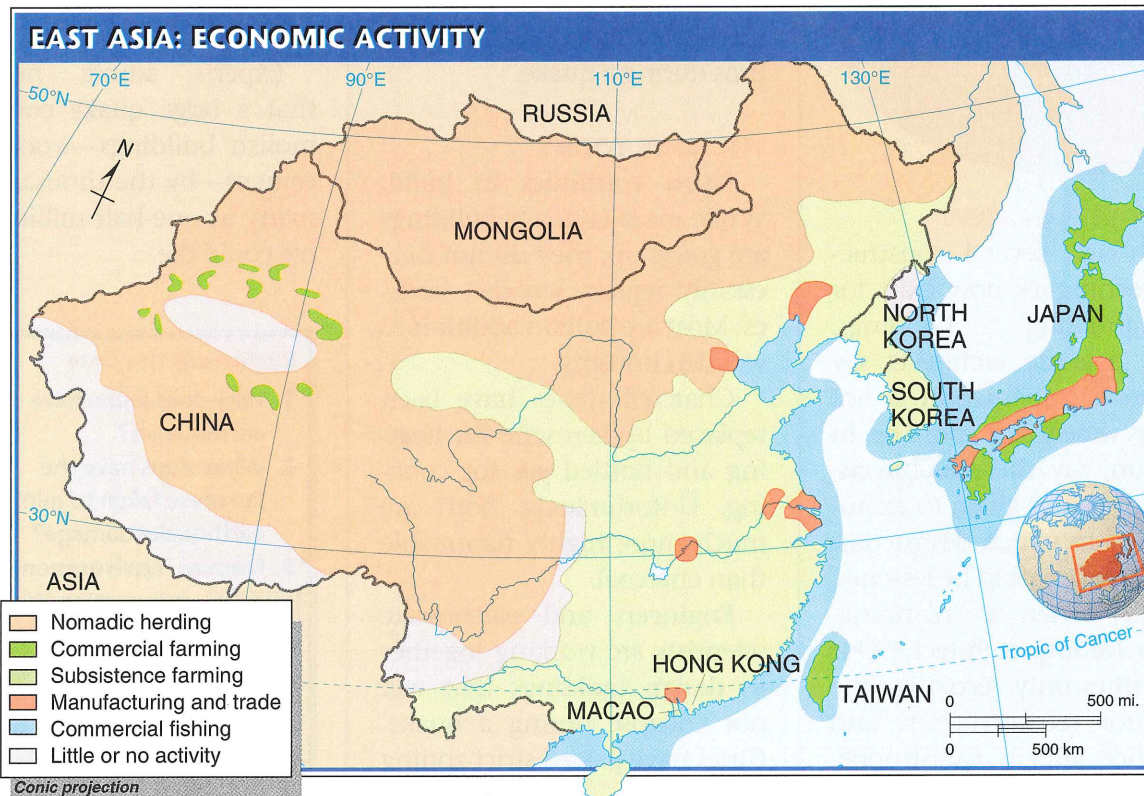 EAST ASIA: ECONOMIC ACTIVITY
70°E
90°E
110°E
130°E
50°N
RUSSIA
N
MONGOLIA
NORTH
KOREA
JAPAN
SOUTH
KOREA
CHINA
30°N
ASIA
Tropic of Cancer
HONG KONG
TAIWAN
MACAO
Nomadic herding
Commercial farming
Subsistence farming
Manufacturing and trade
Commercial fishing
Little or no activity
0 500 mi.
0 500 km
Conic projection